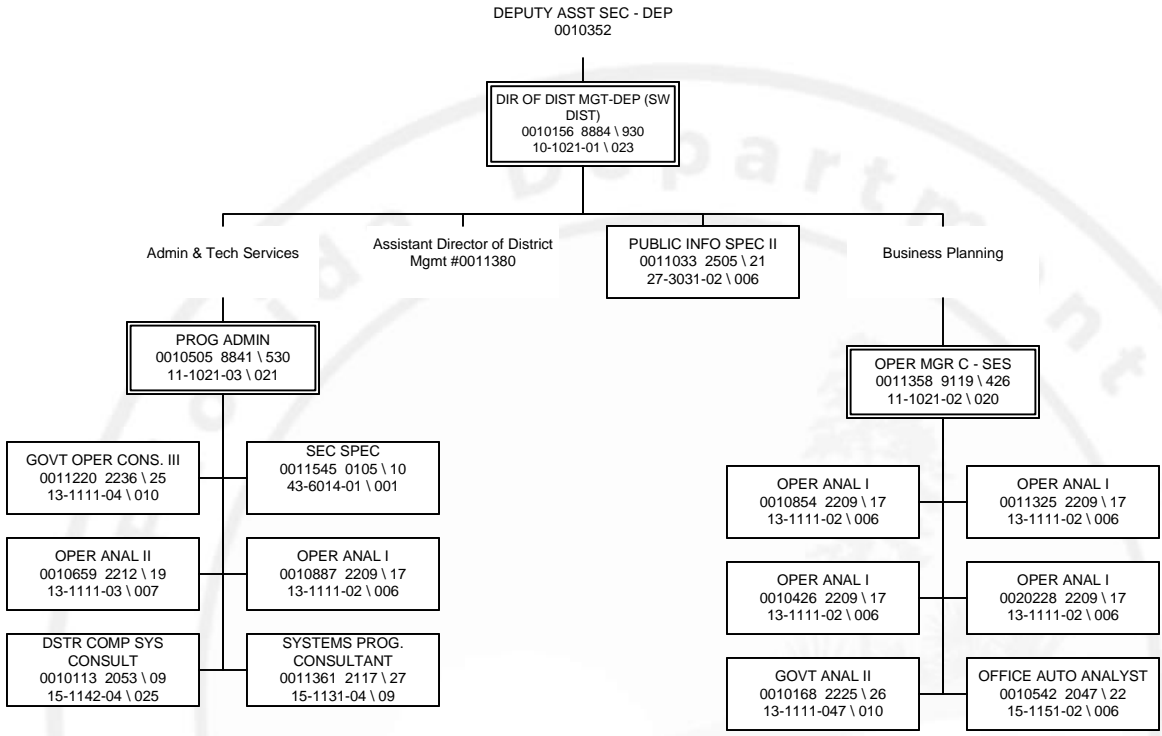 DEPUTY ASST SEC - DEP
0010352
DIR OF DIST MGT-DEP (SW
DIST)
0010156 8884 \ 930
10-1021-01 \ 023
Admin & Tech Services
Assistant Director of District
Mgmt #0011380
PUBLIC INFO SPEC II
0011033 2505 \ 21
27-3031-02 \ 006
Business Planning
PROG ADMIN
0010505 8841 \ 530
11-1021-03 \ 021
OPER MGR C - SES
0011358 9119 \ 426
11-1021-02 \ 020
GOVT OPER CONS. III
0011220 2236 \ 25
13-1111-04 \ 010
SEC SPEC
0011545 0105 \ 10
43-6014-01 \ 001
OPER ANAL I
0010854 2209 \ 17
13-1111-02 \ 006
OPER ANAL I
0011325 2209 \ 17
13-1111-02 \ 006
OPER ANAL II
0010659 2212 \ 19
13-1111-03 \ 007
OPER ANAL I
0010887 2209 \ 17
13-1111-02 \ 006
OPER ANAL I
0010426 2209 \ 17
13-1111-02 \ 006
OPER ANAL I
0020228 2209 \ 17
13-1111-02 \ 006
DSTR COMP SYS
CONSULT
0010113 2053 \ 09
15-1142-04 \ 025
SYSTEMS PROG.
CONSULTANT
0011361 2117 \ 27
15-1131-04 \ 09
GOVT ANAL II
0010168 2225 \ 26
13-1111-047 \ 010
OFFICE AUTO ANALYST
0010542 2047 \ 22
15-1151-02 \ 006
Department